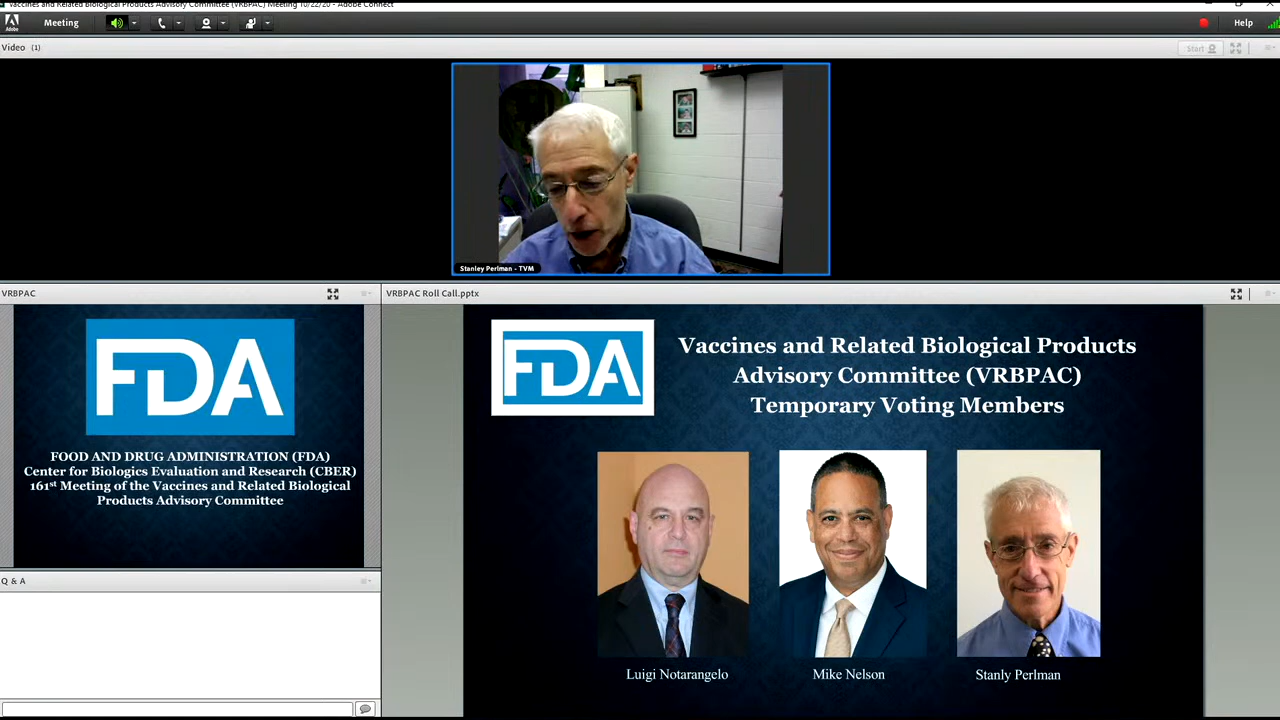 Vaccines and Related Biological Products Advisory Committee (VRBPAC) Meeting 10/22/20 - Adobe Connect
Adobe
Meeting
Help
Video (1)
Start
Stanley Perlman - TVM
VRBPAC
FDA
FOOD AND DRUG ADMINISTRATION (FDA)
Center for Biologics Evaluation and Research (CBER)
161st Meeting of the Vaccines and Related Biological
Products Advisory Committee
Q & A
VRBPAC Roll Call.pptx
FDA
Vaccines and Related Biological Products
Advisory Committee (VRBPAC)
Temporary Voting Members
Luigi Notarangelo
Mike Nelson
Stanly Perlman